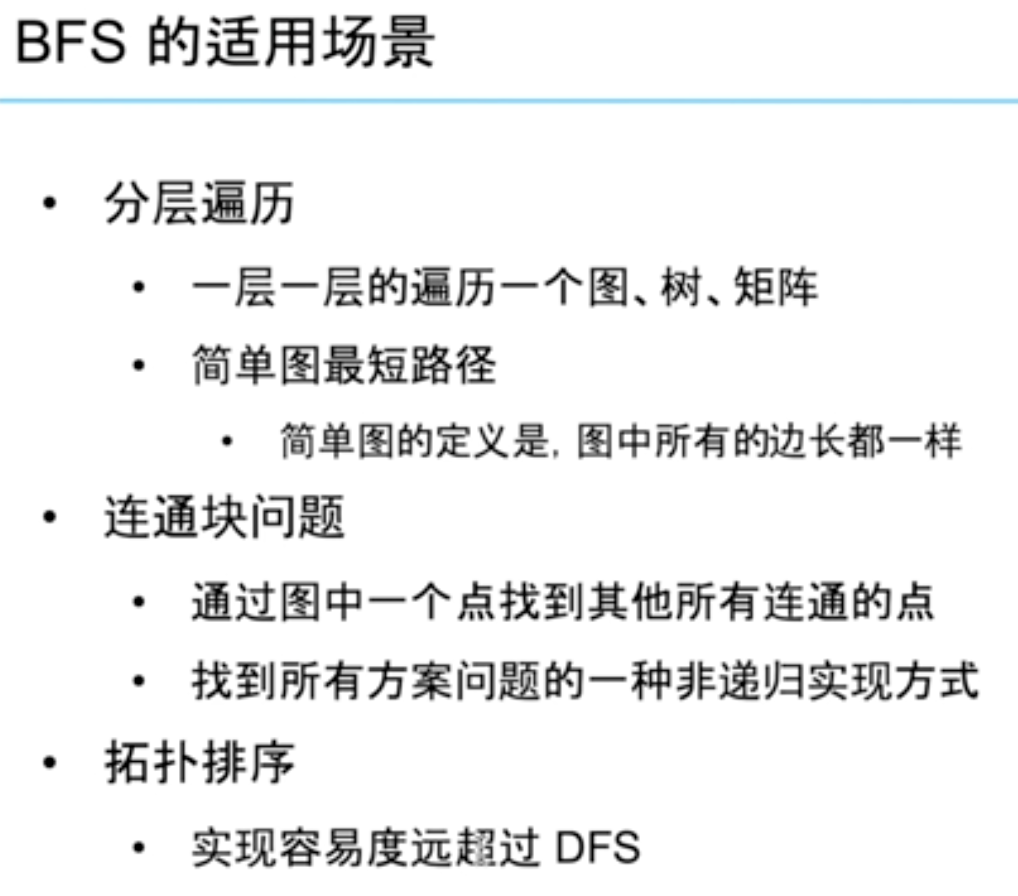 BFS 的适用场景
• 分层遍历
• 一层一层的遍历一个图、树、矩阵
• 简单图最短路径
• 简单图的定义是, 图中所有的边长都一样
• 连通块问题
• 通过图中一个点找到其他所有连通的点
• 找到所有方案问题的一种非递归实现方式
• 拓扑排序
• 实现容易度远超过 DFS